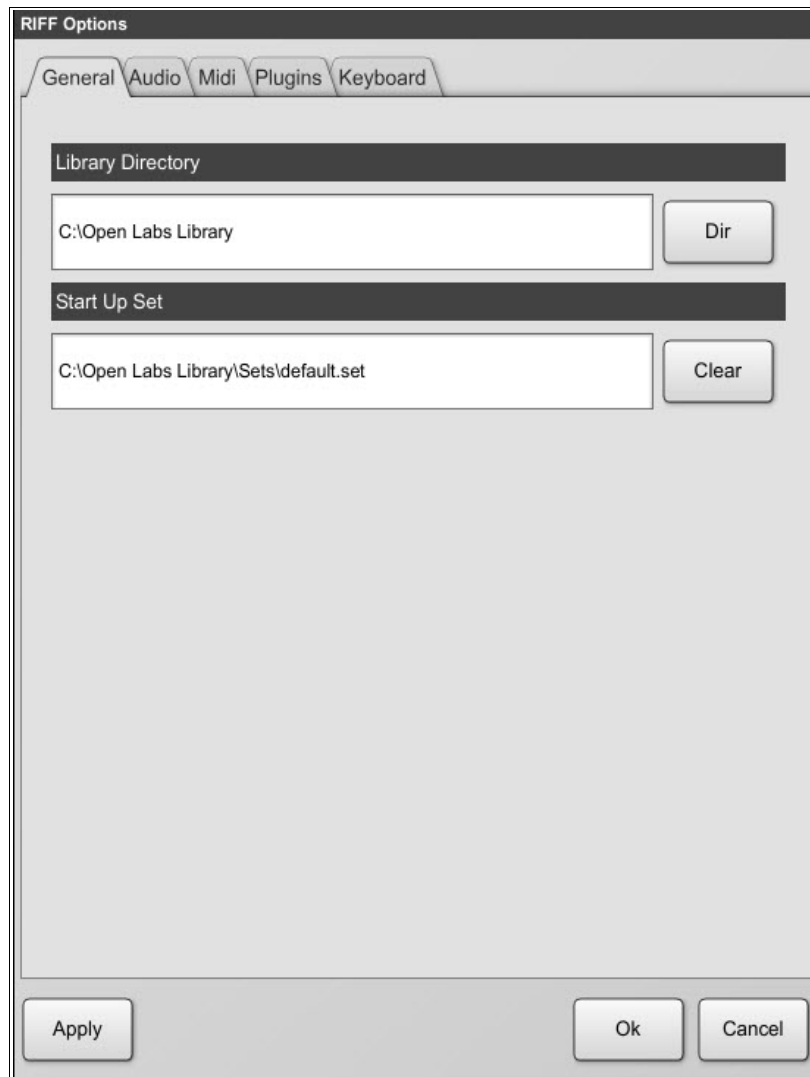 RIFF Options
General Audio Midi Plugins Keyboard
Library Directory
C:\Open Labs Library Dir
Start Up Set
C:\Open Labs Library\Sets\default.set Clear
Apply Ok Cancel